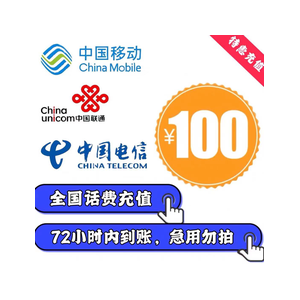 中国移动
China Mobile
特惠充值
China
unicom中国联通
¥100
中国电信
CHINA TELECOM
全国话费充值
72小时内到账，急用勿拍